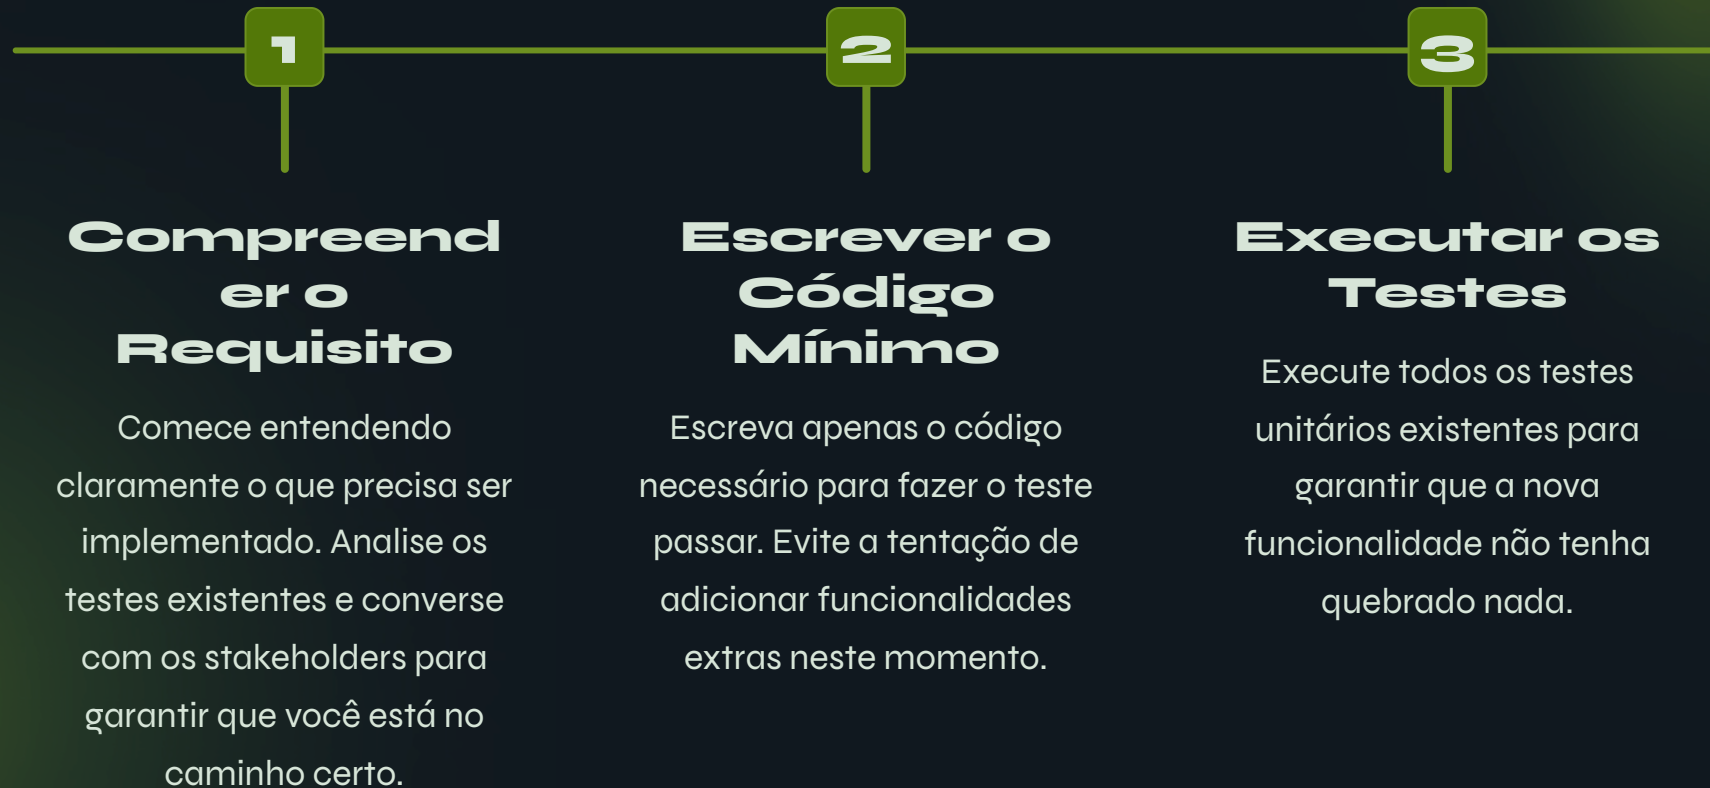 1
Compreend
er o
Requisito
Comece entendendo
claramente o que precisa ser
implementado. Analise os
testes existentes e converse
com os stakeholders para
garantir que você está no
caminho certo.
2
Escrever o
Código
Mínimo
Escreva apenas o código
necessário para fazer o teste
passar. Evite a tentação de
adicionar funcionalidades
extras neste momento.
3
Executar os
Testes
Execute todos os testes
unitários existentes para
garantir que a nova
funcionalidade não tenha
quebrado nada.